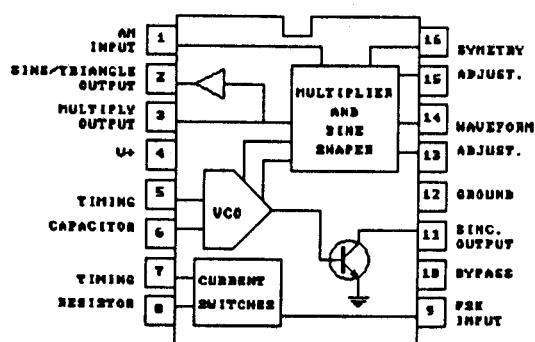 AM
INPUT
1
SINE/TRIANGLE
OUTPUT
2
MULTIPLY
OUTPUT
3
V+
4
TIMING
CAPACITOR
5
6
TIMING
RESISTOR
7
8
MULTIPLIER
AND
SINE
SHAPER
VCO
CURRENT
SWITCHES
16
SYMETRY
ADJUST.
15
14
WAVEFORM
ADJUST.
13
12
GROUND
11
SINC.
OUTPUT
10
BYPASS
9
FSK
INPUT